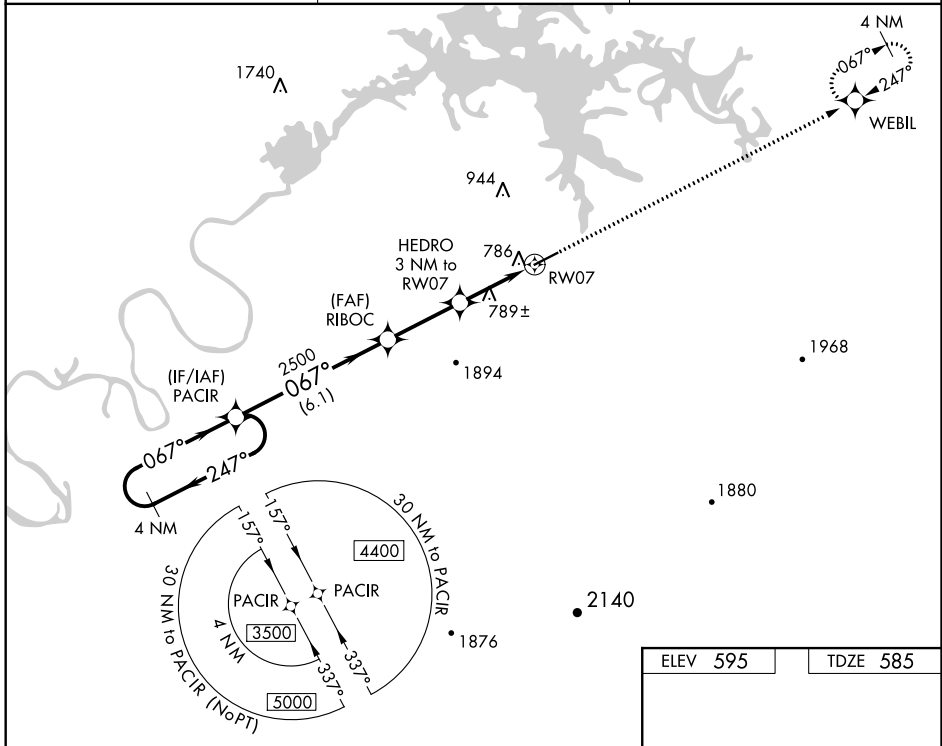 4 NM
067°
247°
WEBIL
1740
944
HEDRO
3 NM to
RW07
786
RW07
789±
(FAF)
RIBOC
1894
1968
2500
067°
(6.1)
(IF/IAF)
PACIR
067°
247°
4 NM
1880
157°
157°
30 NM to PACIR
4400
PACIR
PACIR
3500
4 NM
337°
337°
5000
30 NM to PACIR (NoPT)
2140
1876
ELEV 595
TDZE 585